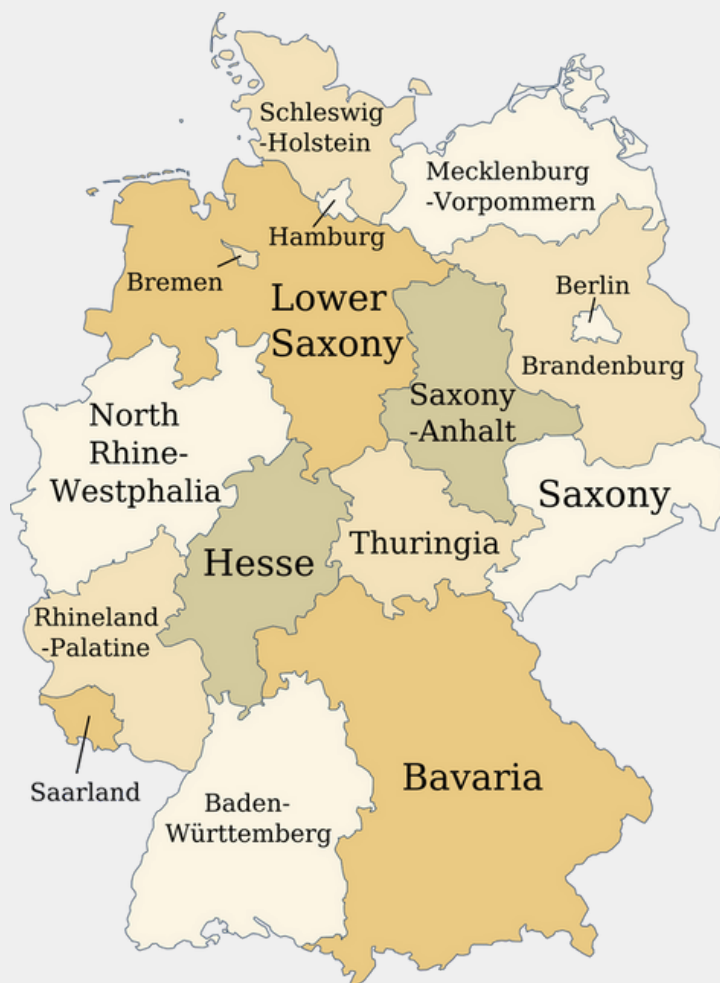 Schleswig
-Holstein
Mecklenburg
-Vorpommern
Hamburg
Bremen
Berlin
Lower
Saxony
Brandenburg
Saxony
-Anhalt
North
Rhine-
Westphalia
Saxony
Thuringia
Hesse
Rhineland
-Palatine
Saarland
Bavaria
Baden-
Württemberg